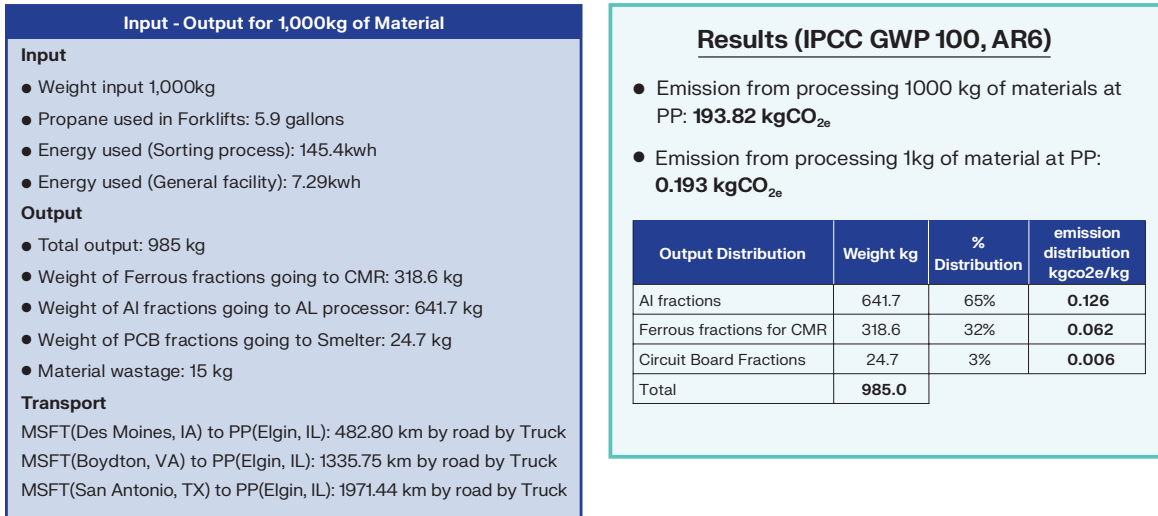 Input - Output for 1,000kg of Material
Input
● Weight input 1,000kg
● Propane used in Forklifts: 5.9 gallons
● Energy used (Sorting process): 145.4kwh
● Energy used (General facility): 7.29kwh
Output
● Total output: 985 kg
● Weight of Ferrous fractions going to CMR: 318.6 kg
● Weight of Al fractions going to AL processor: 641.7 kg
● Weight of PCB fractions going to Smelter: 24.7 kg
● Material wastage: 15 kg
Transport
MSFT(Des Moines, IA) to PP(Elgin, IL): 482.80 km by road by Truck
MSFT(Boydton, VA) to PP(Elgin, IL): 1335.75 km by road by Truck
MSFT(San Antonio, TX) to PP(Elgin, IL): 1971.44 km by road by Truck
Results (IPCC GWP 100, AR6)
● Emission from processing 1000 kg of materials at
PP: 193.82 kgCO2e
● Emission from processing 1kg of material at PP:
0.193 kgCO2e
Output Distribution Weight kg % Distribution emission distribution kgco2e/kg
Al fractions 641.7 65% 0.126
Ferrous fractions for CMR 318.6 32% 0.062
Circuit Board Fractions 24.7 3% 0.006
Total 985.0